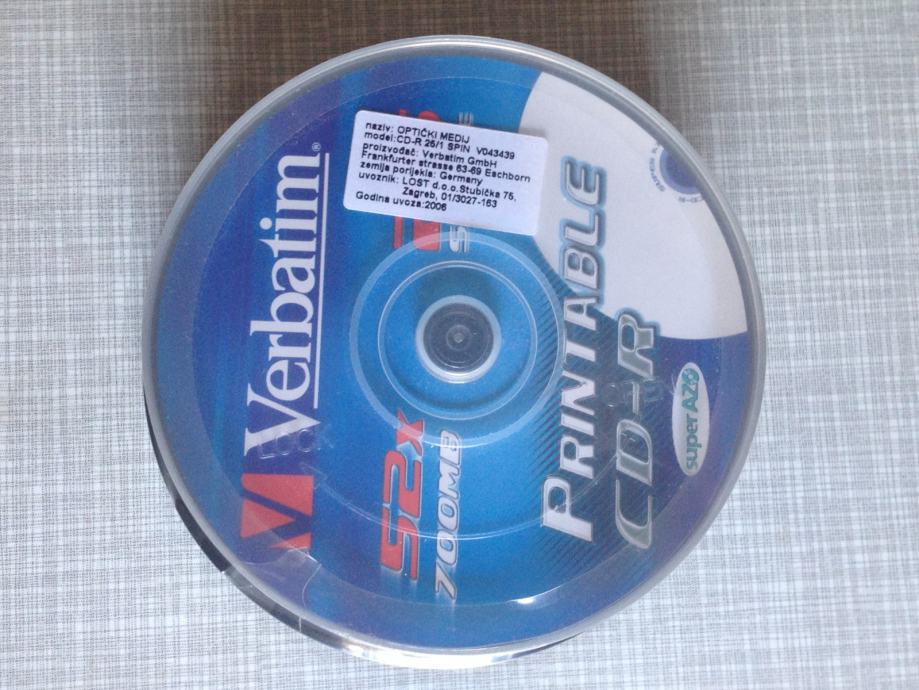 naziv: OPTIČKI MEDIJ
model:CD-R 25/1 SPIN V043439
proizvođač: Verbatim GmbH
Frankfurter strasse 63-69 Eschborn
zemlja porijekla: Germany
uvoznik: LOST d.o.o.Stubička 75,
Zagreb, 01/3027-163
Godina uvoza:2006
Verbatim®
52x
700MB
PRINTABLE
CD-R
super AZO
LOCK